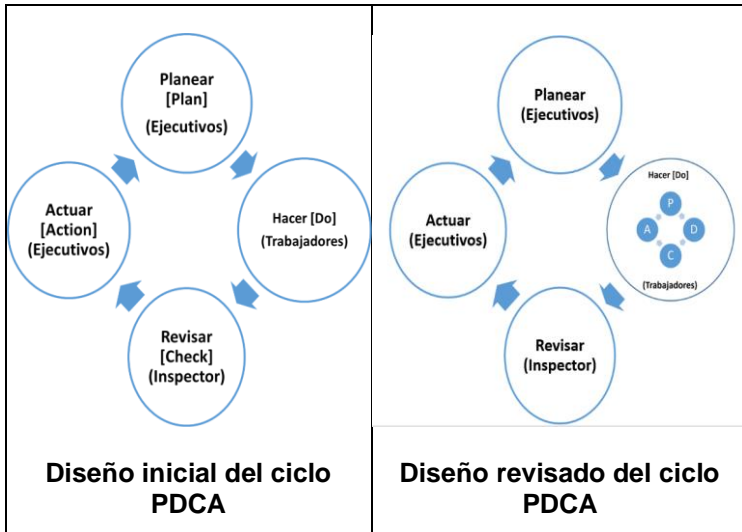 Planear
[Plan]
(Ejecutivos)
Hacer [Do]
(Trabajadores)
Revisar
[Check]
(Inspector)
Actuar
[Action]
(Ejecutivos)
Diseño inicial del ciclo
PDCA
Planear
(Ejecutivos)
Hacer [Do]
P
D
C
A
(Trabajadores)
Revisar
(Inspector)
Actuar
(Ejecutivos)
Diseño revisado del ciclo
PDCA